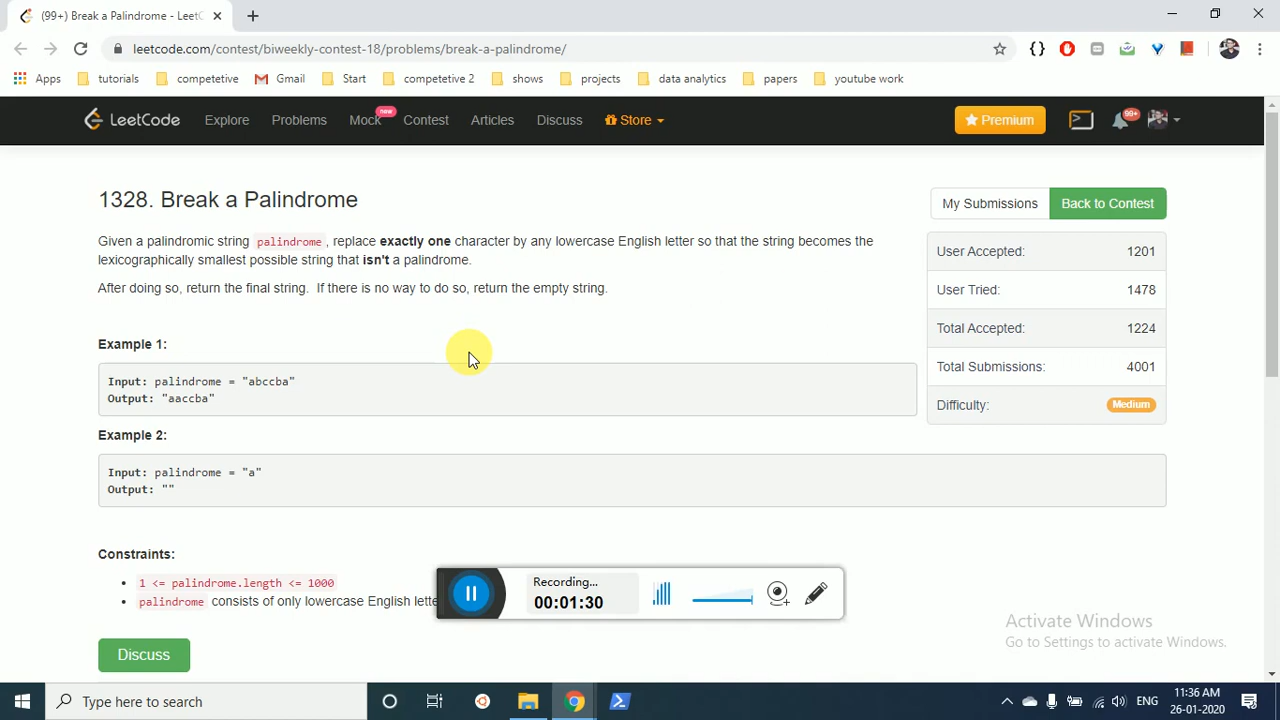 (99+) Break a Palindrome - LeetC
leetcode.com/contest/biweekly-contest-18/problems/break-a-palindrome/
Apps tutorials competetive Gmail Start competetive 2 shows projects data analytics papers youtube work
LeetCode Explore Problems Mock new Contest Articles Discuss Store Premium 99+
1328. Break a Palindrome
My Submissions Back to Contest
Given a palindromic string palindrome, replace exactly one character by any lowercase English letter so that the string becomes the
lexicographically smallest possible string that isn't a palindrome.
After doing so, return the final string.  If there is no way to do so, return the empty string.
User Accepted: 1201
User Tried: 1478
Total Accepted: 1224
Total Submissions: 4001
Difficulty: Medium
Example 1:
Input: palindrome = "abccba"
Output: "aaccba"
Example 2:
Input: palindrome = "a"
Output: ""
Constraints:
1 <= palindrome.length <= 1000
palindrome consists of only lowercase English lette
Recording...
00:01:30
Discuss
Activate Windows
Go to Settings to activate Windows.
Type here to search
ENG
11:36 AM
26-01-2020